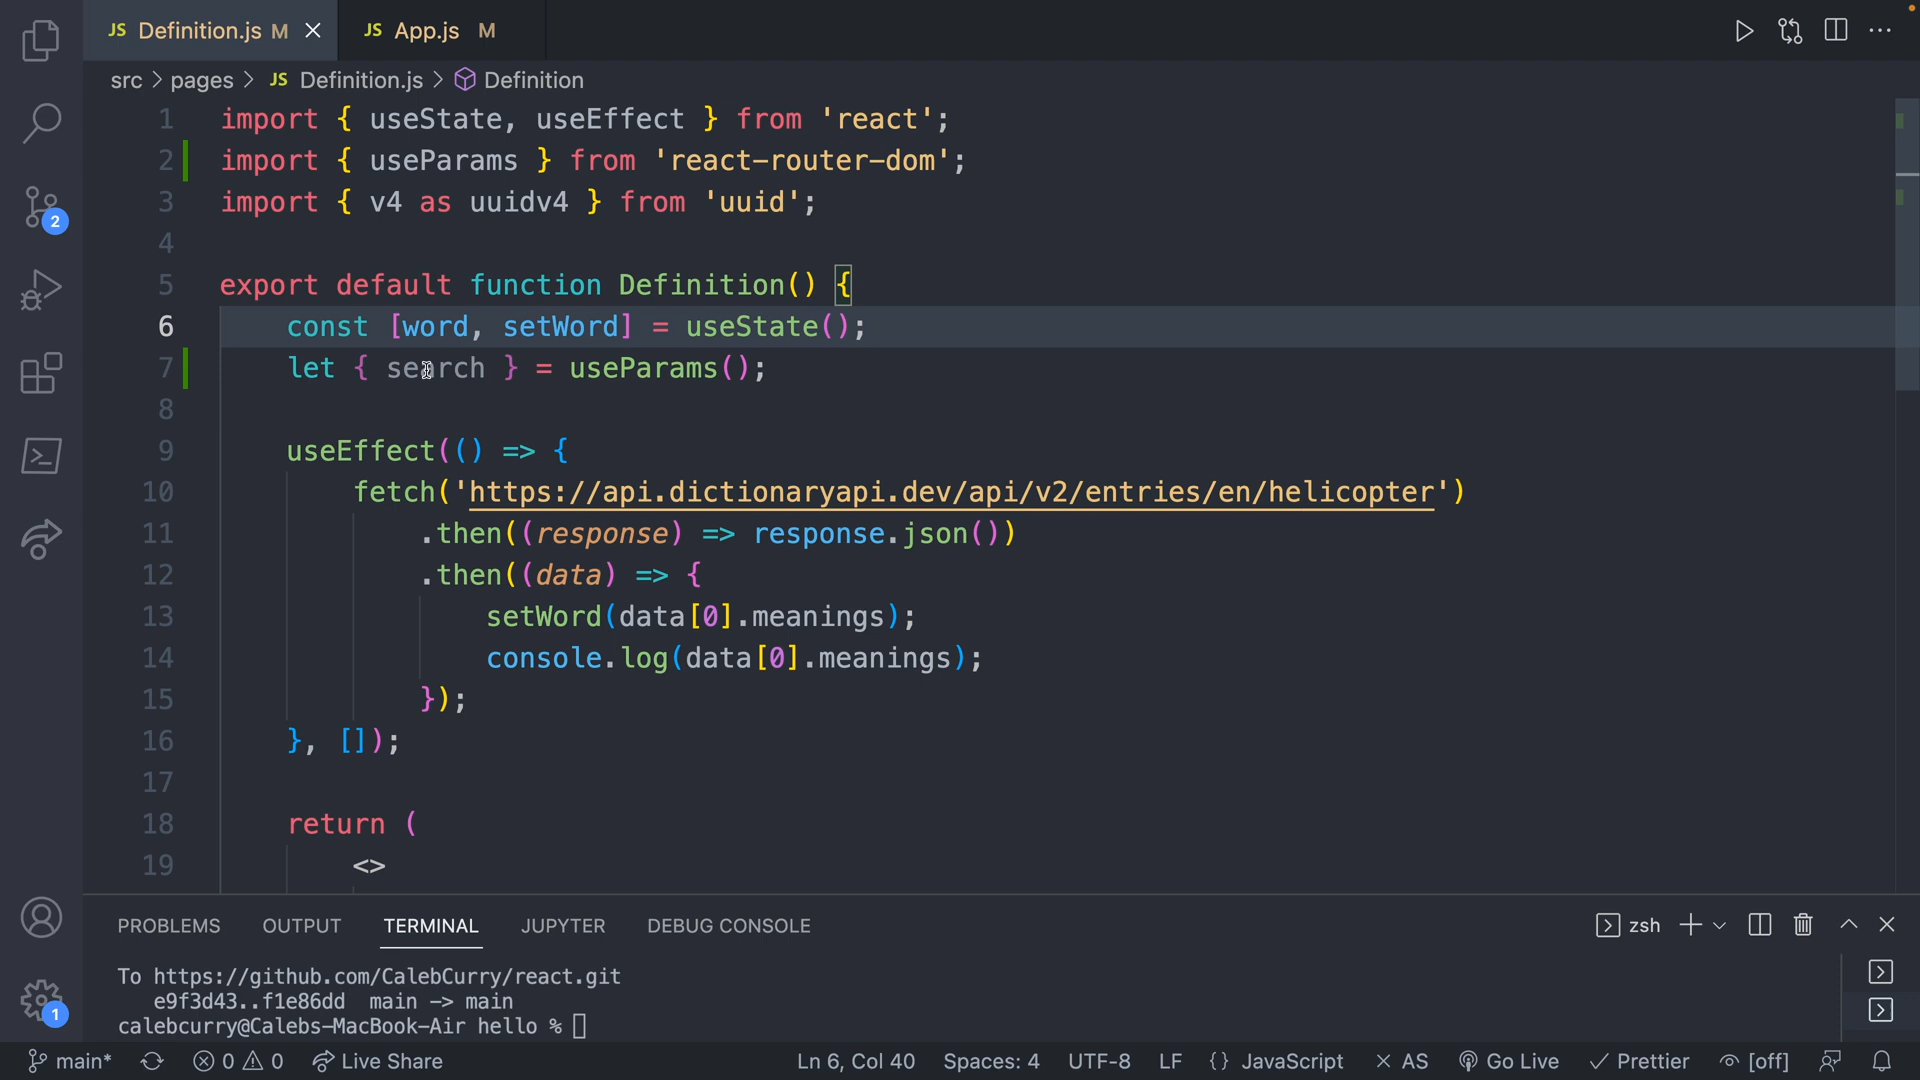 JS Definition.js M
JS App.js M
src > pages > JS Definition.js > Definition
1 import { useState, useEffect } from 'react';
2 import { useParams } from 'react-router-dom';
3 import { v4 as uuidv4 } from 'uuid';
4
5 export default function Definition() {
6 const [word, setWord] = useState();
7 let { search } = useParams();
8
9 useEffect(() => {
10 fetch('https://api.dictionaryapi.dev/api/v2/entries/en/helicopter')
11 .then((response) => response.json())
12 .then((data) => {
13 setWord(data[0].meanings);
14 console.log(data[0].meanings);
15 });
16 }, []);
17
18 return (
19 <>
2
1
PROBLEMS OUTPUT TERMINAL JUPYTER DEBUG CONSOLE zsh
To https://github.com/CalebCurry/react.git
e9f3d43..f1e86dd main -> main
calebcurry@Calebs-MacBook-Air hello %
main* 0 0 Live Share Ln 6, Col 40 Spaces: 4 UTF-8 LF {} JavaScript × AS Go Live ✓ Prettier [off]